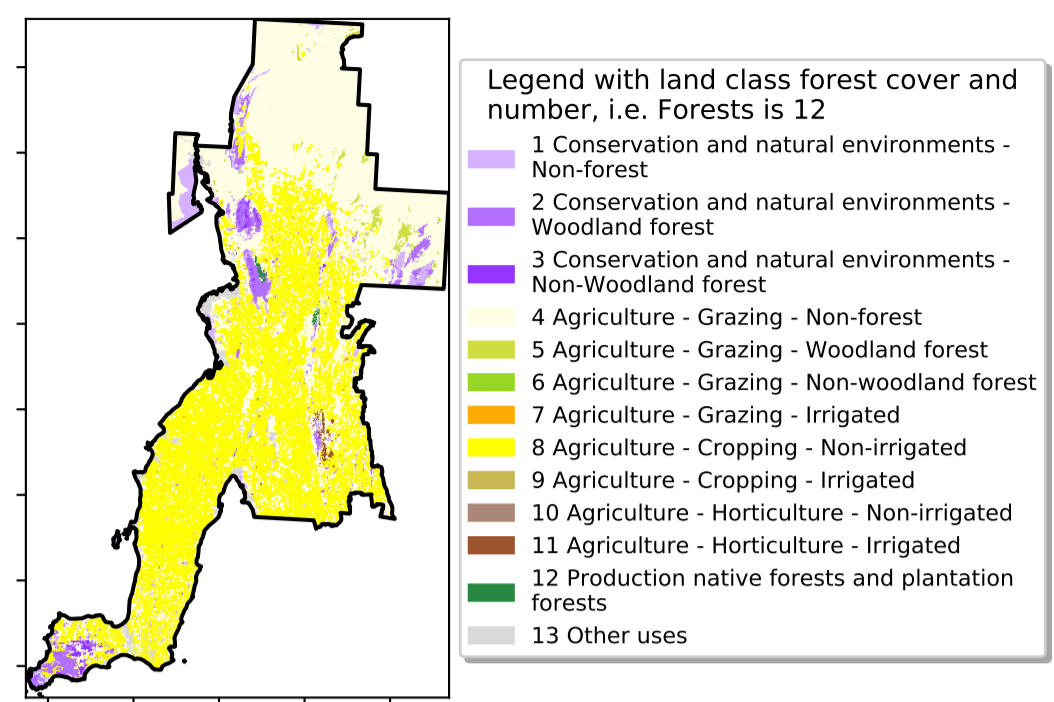 Legend with land class forest cover and
number, i.e. Forests is 12
1 Conservation and natural environments -
Non-forest
2 Conservation and natural environments -
Woodland forest
3 Conservation and natural environments -
Non-Woodland forest
4 Agriculture - Grazing - Non-forest
5 Agriculture - Grazing - Woodland forest
6 Agriculture - Grazing - Non-woodland forest
7 Agriculture - Grazing - Irrigated
8 Agriculture - Cropping - Non-irrigated
9 Agriculture - Cropping - Irrigated
10 Agriculture - Horticulture - Non-irrigated
11 Agriculture - Horticulture - Irrigated
12 Production native forests and plantation
forests
13 Other uses